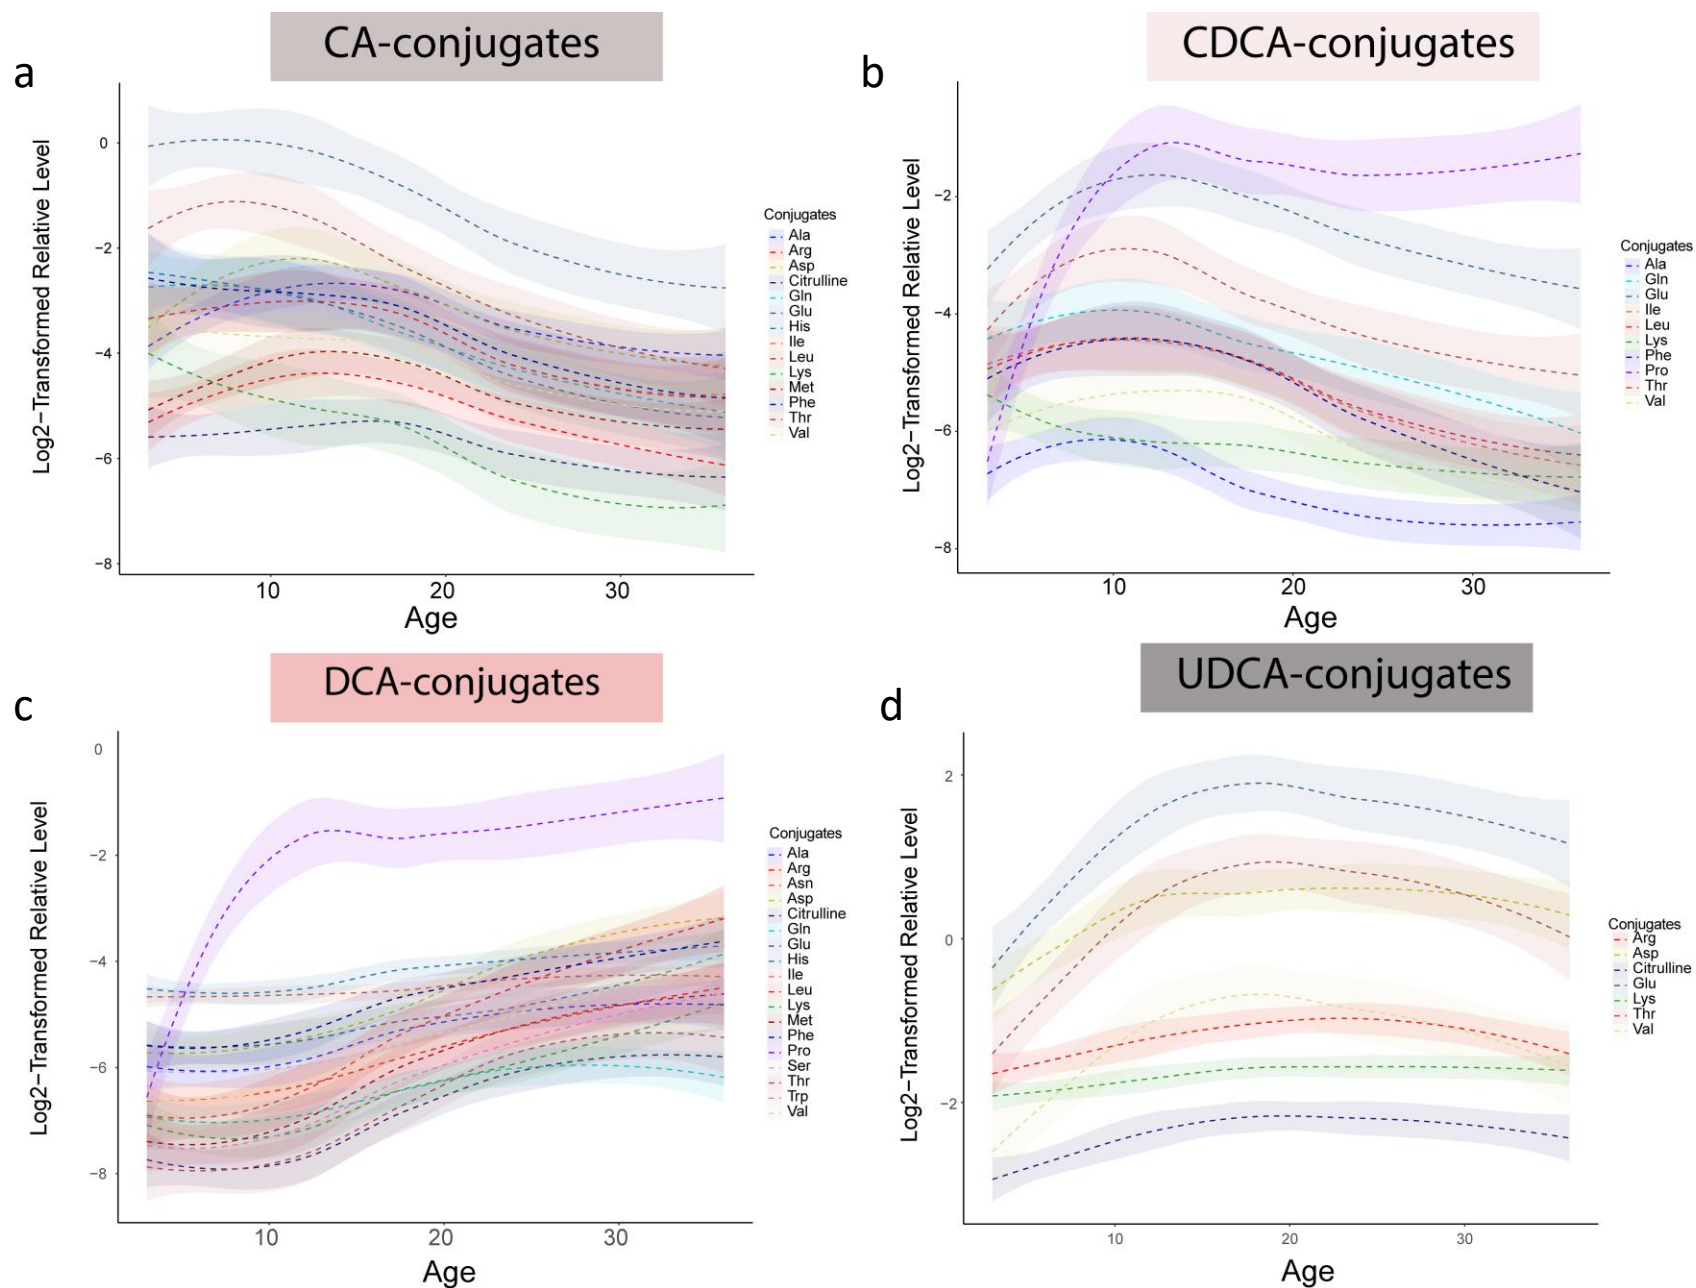 a
CA-conjugates
Log2-Transformed Relative Level
0
−2
−4
−6
−8
10
20
30
Age
Conjugates
Ala
Arg
Asp
Citrulline
Gln
Glu
His
Ile
Leu
Lys
Met
Phe
Thr
Val
b
CDCA-conjugates
Log2-Transformed Relative Level
−2
−4
−6
−8
10
20
30
Age
Conjugates
Ala
Gln
Glu
Ile
Leu
Lys
Phe
Pro
Thr
Val
c
DCA-conjugates
Log2-Transformed Relative Level
0
−2
−4
−6
−8
10
20
30
Age
Conjugates
Ala
Arg
Asn
Asp
Citrulline
Gln
Glu
His
Ile
Leu
Lys
Met
Phe
Pro
Ser
Thr
Trp
Val
d
UDCA-conjugates
Log2-Transformed Relative Level
2
0
−2
10
20
30
Age
Conjugates
Arg
Asp
Citrulline
Glu
Lys
Thr
Val